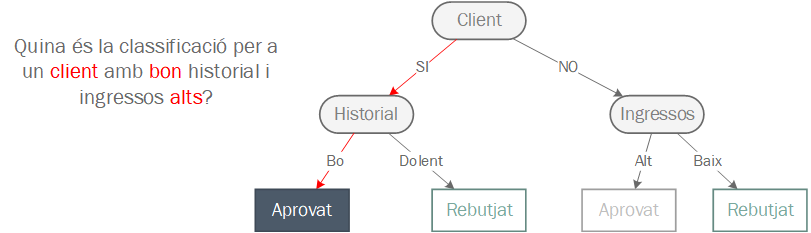 Quina és la classificació per a
un client amb bon historial i
ingressos alts?
Client
SI
NO
Historial
Ingressos
Bo
Dolent
Alt
Baix
Aprovat
Rebutjat
Aprovat
Rebutjat